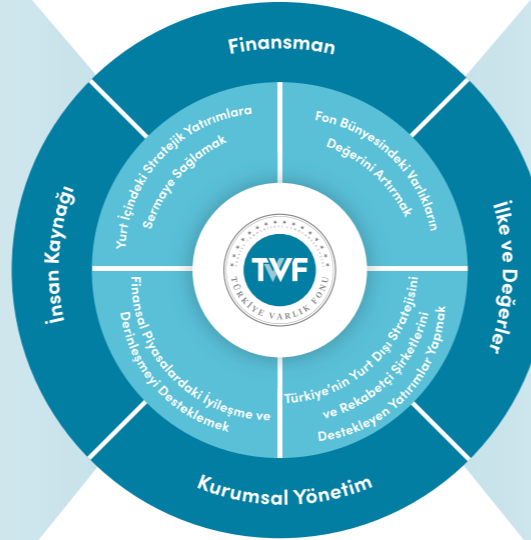 Finansman
Yurt İçindeki Stratejik Yatırımlara
Sermaye Sağlamak
Fon Bünyesindeki Varlıkların
Değerini Artırmak
İnsan Kaynağı
TVF
TÜRKİYE VARLIK FONU
İlke ve Değerler
Finansal Piyasalardaki İyileşme ve
Derinleşmeyi Desteklemek
Türkiye'nin Yurt Dışı Stratejisini
ve Rekabetçi Şirketlerini
Destekleyen Yatırımlar Yapmak
Kurumsal Yönetim